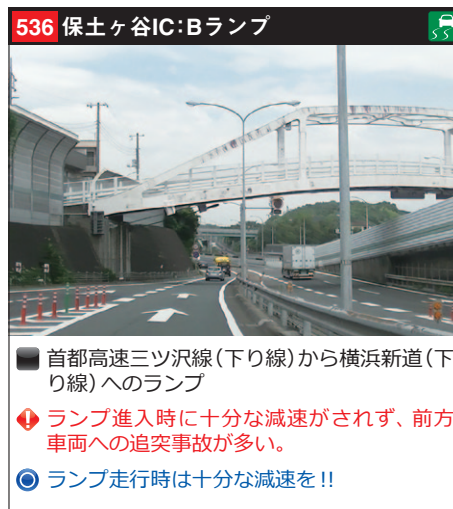 536 保土ヶ谷IC:Bランプ
首都高速三ツ沢線(下り線)から横浜新道(下
り線)へのランプ
ランプ進入時に十分な減速がされず、前方
車両への追突事故が多い。
ランプ走行時は十分な減速を!!